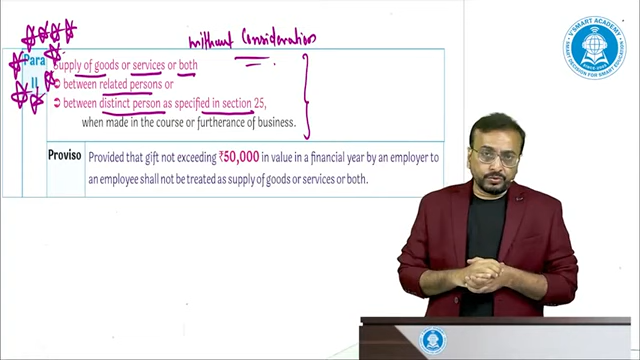 without Consideration
Para
II
Supply of goods or services or both
➲ between related persons or
➲ between distinct person as specified in section 25,
when made in the course or furtherance of business.
Proviso
Provided that gift not exceeding ₹50,000 in value in a financial year by an employer to
an employee shall not be treated as supply of goods or services or both.
V SMART ACADEMY